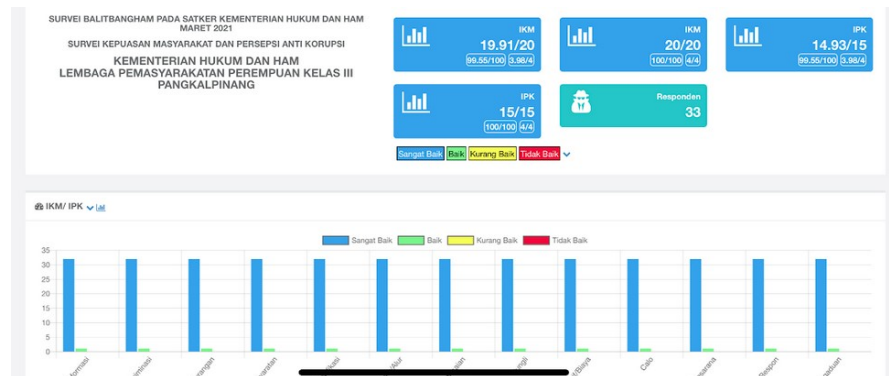 SURVEI BALITBANGHAM PADA SATKER KEMENTERIAN HUKUM DAN HAM
MARET 2021
SURVEI KEPUASAN MASYARAKAT DAN PERSEPSI ANTI KORUPSI
KEMENTERIAN HUKUM DAN HAM
LEMBAGA PEMASYARAKATAN PEREMPUAN KELAS III
PANGKALPINANG
IKM
19.91/20
99.55/100 3.98/4
IKM
20/20
100/100 4/4
IPK
14.93/15
99.55/100 3.98/4
IPK
15/15
100/100 4/4
Responden
33
Sangat Baik Baik Kurang Baik Tidak Baik
IKM/ IPK
Sangat Baik Baik Kurang Baik Tidak Baik
35
30
25
20
15
10
5
0
Calo